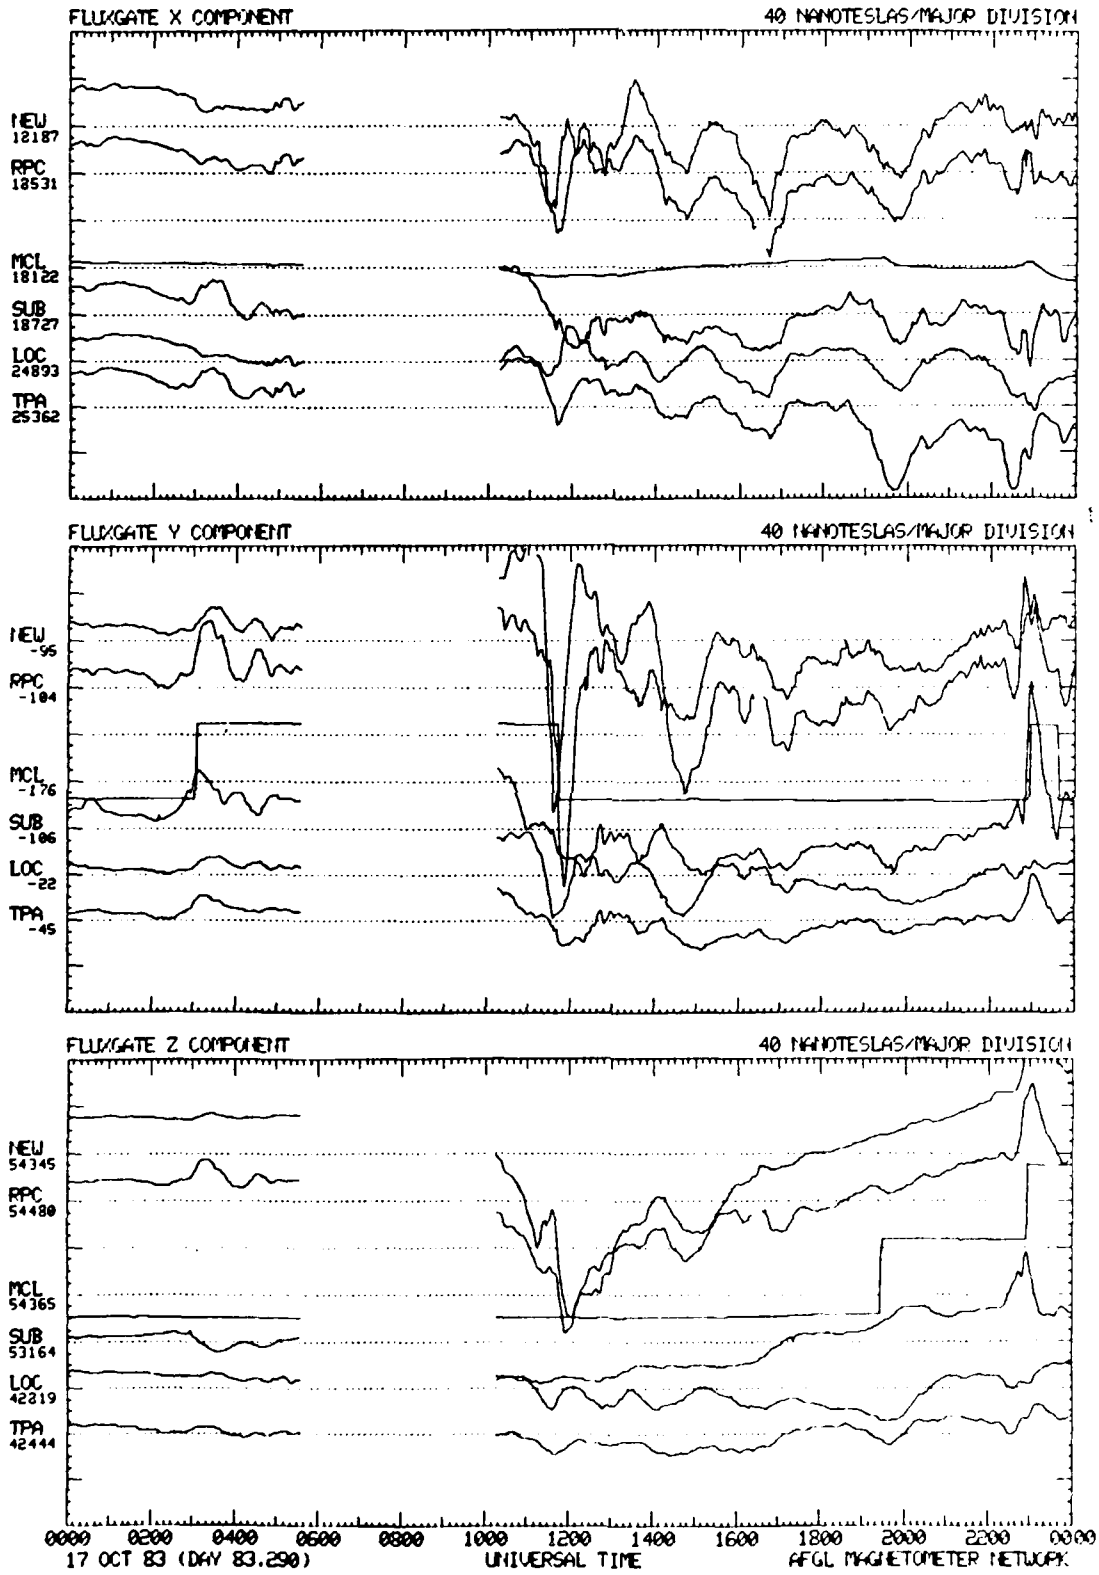 FLUXGATE X COMPONENT
40 NANOTESLAS/MAJOR DIVISION
NEW
18187
RPC
18531
MCL
18122
SUB
18727
LOC
24893
TPA
25362
FLUXGATE Y COMPONENT
40 NANOTESLAS/MAJOR DIVISION
NEW
-95
RPC
-104
MCL
-176
SUB
-106
LOC
-22
TPA
-45
FLUXGATE Z COMPONENT
40 NANOTESLAS/MAJOR DIVISION
NEW
54345
RPC
54480
MCL
54365
SUB
53164
LOC
42219
TPA
42444
0000 0200 0400 0600 0800 1000 1200 1400 1600 1800 2000 2200 0000
17 OCT 83 (DAY 83.290) UNIVERSAL TIME AFGL MAGNETOMETER NETWORK